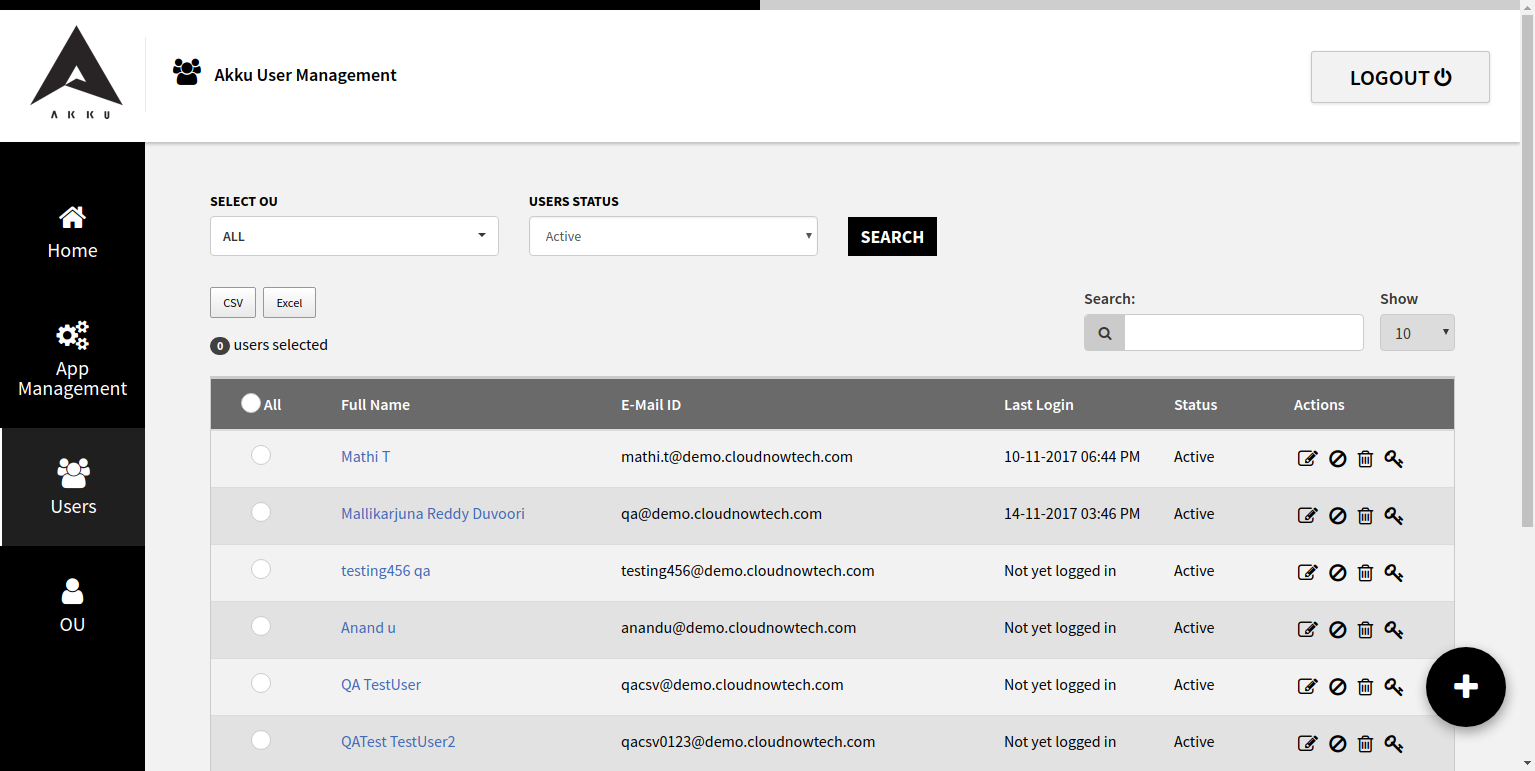 AKKU
Akku User Management
LOGOUT
Home
App
Management
Users
OU
SELECT OU
USERS STATUS
ALL
Active
SEARCH
CSV
Excel
Search:
Show
10
0 users selected
All Full Name E-Mail ID Last Login Status Actions
Mathi T mathi.t@demo.cloudnowtech.com 10-11-2017 06:44 PM Active
Mallikarjuna Reddy Duvoori qa@demo.cloudnowtech.com 14-11-2017 03:46 PM Active
testing456 qa testing456@demo.cloudnowtech.com Not yet logged in Active
Anand u anandu@demo.cloudnowtech.com Not yet logged in Active
QA TestUser qacsv@demo.cloudnowtech.com Not yet logged in Active
QATest TestUser2 qacsv0123@demo.cloudnowtech.com Not yet logged in Active